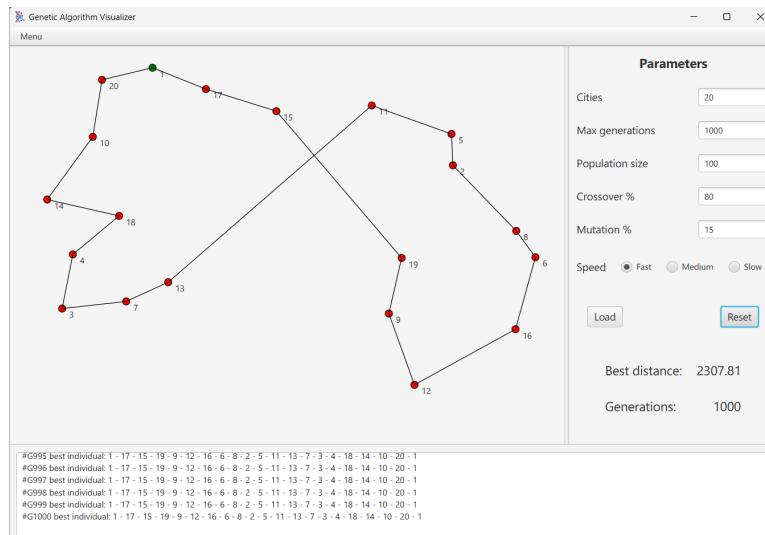 Genetic Algorithm Visualizer
Menu
1
20
17
15
11
5
10
2
14
18
8
4
19
6
13
3
7
9
16
12
Parameters
Cities 20
Max generations 1000
Population size 100
Crossover % 80
Mutation % 15
Speed Fast Medium Slow
Load Reset
Best distance: 2307.81
Generations: 1000
#G995 best individual: 1 - 17 - 15 - 19 - 9 - 12 - 16 - 6 - 8 - 2 - 5 - 11 - 13 - 7 - 3 - 4 - 18 - 14 - 10 - 20 - 1
#G996 best individual: 1 - 17 - 15 - 19 - 9 - 12 - 16 - 6 - 8 - 2 - 5 - 11 - 13 - 7 - 3 - 4 - 18 - 14 - 10 - 20 - 1
#G997 best individual: 1 - 17 - 15 - 19 - 9 - 12 - 16 - 6 - 8 - 2 - 5 - 11 - 13 - 7 - 3 - 4 - 18 - 14 - 10 - 20 - 1
#G998 best individual: 1 - 17 - 15 - 19 - 9 - 12 - 16 - 6 - 8 - 2 - 5 - 11 - 13 - 7 - 3 - 4 - 18 - 14 - 10 - 20 - 1
#G999 best individual: 1 - 17 - 15 - 19 - 9 - 12 - 16 - 6 - 8 - 2 - 5 - 11 - 13 - 7 - 3 - 4 - 18 - 14 - 10 - 20 - 1
#G1000 best individual: 1 - 17 - 15 - 19 - 9 - 12 - 16 - 6 - 8 - 2 - 5 - 11 - 13 - 7 - 3 - 4 - 18 - 14 - 10 - 20 - 1